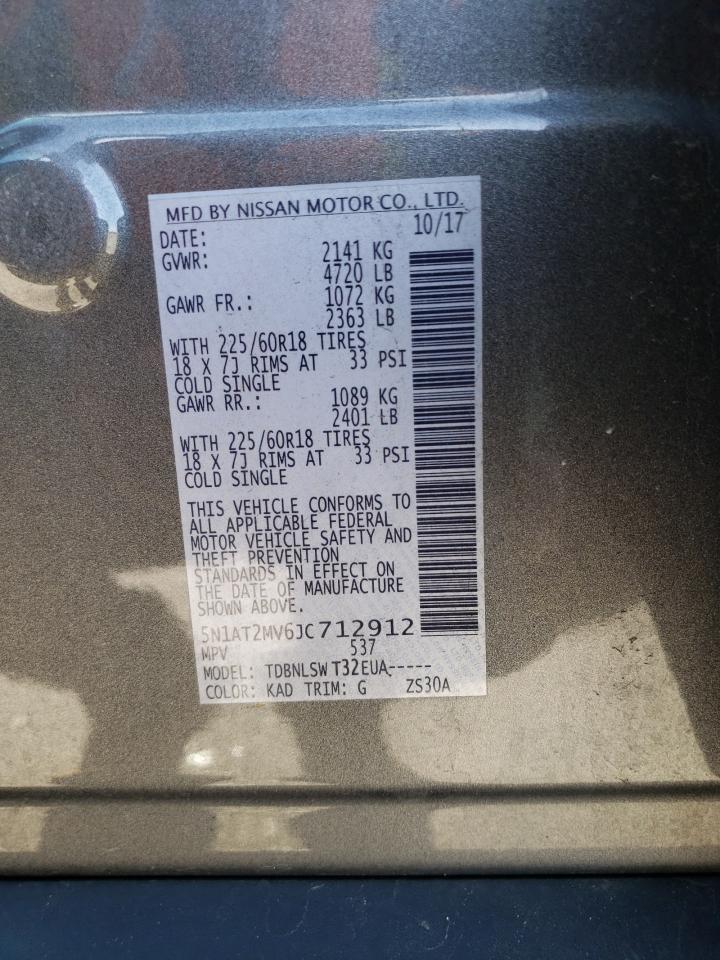 MFD BY NISSAN MOTOR CO., LTD.
DATE: 10/17
GVWR: 2141 KG
4720 LB
GAWR FR.: 1072 KG
2363 LB
WITH 225/60R18 TIRES
18 X 7J RIMS AT 33 PSI
COLD SINGLE
GAWR RR.: 1089 KG
2401 LB
WITH 225/60R18 TIRES
18 X 7J RIMS AT 33 PSI
COLD SINGLE
THIS VEHICLE CONFORMS TO
ALL APPLICABLE FEDERAL
MOTOR VEHICLE SAFETY AND
THEFT PREVENTION
STANDARDS IN EFFECT ON
THE DATE OF MANUFACTURE
SHOWN ABOVE.
5N1AT2MV6JC712912
MPV 537
MODEL: TDBNLSWT32EUA-----
COLOR: KAD TRIM: G ZS30A